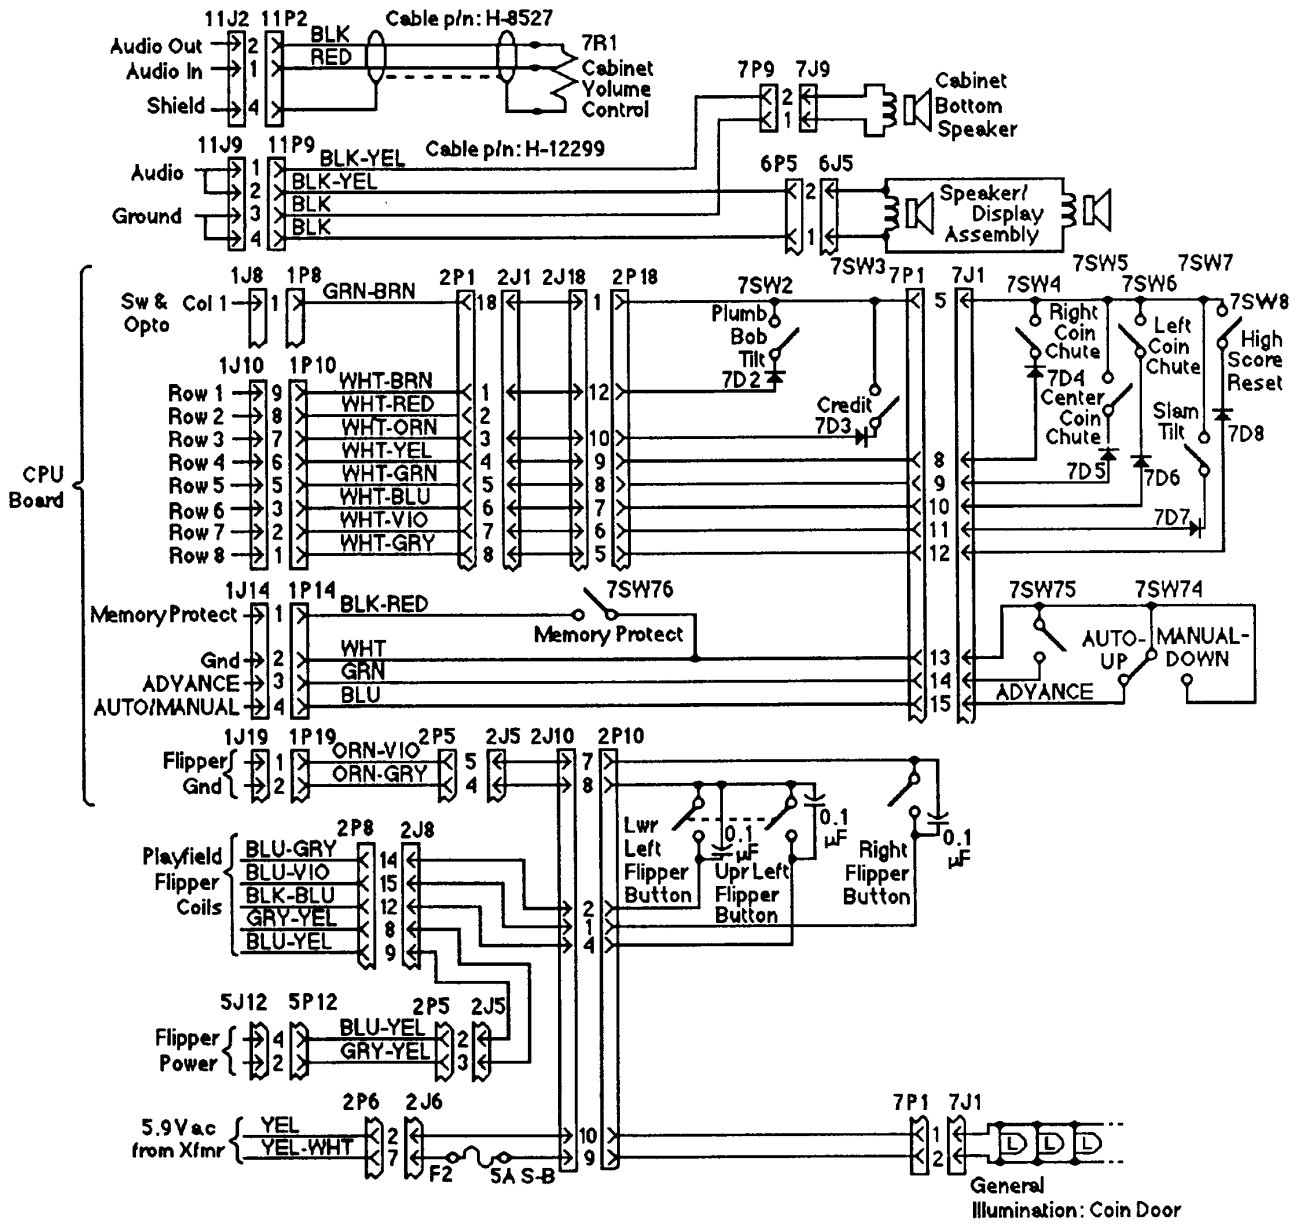 11J2 11P2 Cable p/n: H-8527
Audio Out 2 BLK 7R1
Audio In 1 RED Cabinet
Volume
Control
Shield 4
7P9 7J9
2
1
Cabinet
Bottom
Speaker
11J9 11P9 Cable p/n: H-12299
Audio 1 BLK-YEL
2 BLK-YEL
Ground 3 BLK
4 BLK
6P5 6J5
2
1
Speaker/
Display
Assembly
1J8 1P8 2P1 2J1 2J18 2P18 7SW2 7SW3 7P1 7J1 7SW4 7SW5 7SW6 7SW7 7SW8
Sw &
Opto
Col 1 1 GRN-BRN 18 1 5
Plumb
Bob
Tilt
7D2
Credit
7D3
Right
Coin
Chute
7D4
Center
Coin
Chute
7D5
Left
Coin
Chute
7D6
Slam
Tilt
7D7
High
Score
Reset
7D8
CPU
Board
1J10 1P10
Row 1 9 WHT-BRN 1 12
Row 2 8 WHT-RED 2
Row 3 7 WHT-ORN 3 10
Row 4 6 WHT-YEL 4 9 8
Row 5 5 WHT-GRN 5 8 9
Row 6 3 WHT-BLU 6 7 10
Row 7 2 WHT-VIO 7 6 11
Row 8 1 WHT-GRY 8 5 12
1J14 1P14 7SW76 7SW75 7SW74
Memory Protect 1 BLK-RED
Memory Protect
Gnd 2 WHT 13
ADVANCE 3 GRN 14
AUTO/MANUAL 4 BLU 15
ADVANCE
AUTO-
UP
MANUAL-
DOWN
1J19 1P19 2P5 2J5 2J10 2P10
Flipper
Gnd
1 ORN-VIO 5 7
2 ORN-GRY 4 8
Lwr
Left
Flipper
Button
0.1
µF
Upr Left
Flipper
Button
0.1
µF
Right
Flipper
Button
0.1
µF
2P8 2J8
Playfield
Flipper
Coils
BLU-GRY 14
BLU-VIO 15
BLK-BLU 12
GRY-YEL 8
BLU-YEL 9
2
1
4
5J12 5P12 2P5 2J5
Flipper
Power
4 BLU-YEL 2
2 GRY-YEL 3
2P6 2J6 7P1 7J1
5.9Vac
from Xfmr
YEL 2 10 1
YEL-WHT 7 F2 5A S-B 9 2
L L L
General
Illumination: Coin Door